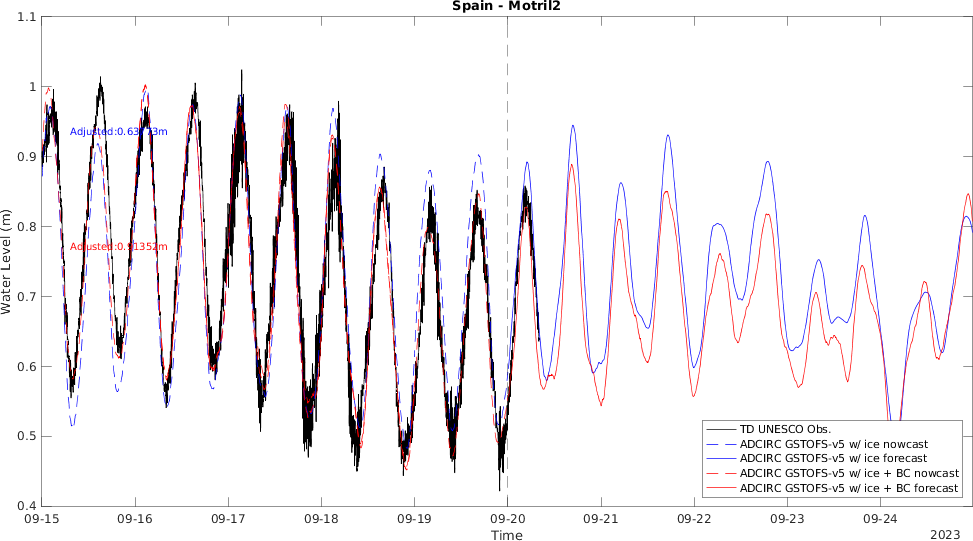 Spain - Motril2
1.1
1
0.9
0.8
0.7
0.6
0.5
0.4
Water Level (m)
Adjusted:0.91352m
09-15
09-16
09-17
09-18
09-19
09-20
09-21
09-22
09-23
09-24
2023
Time
TD UNESCO Obs.
ADCIRC GSTOFS-v5 w/ ice nowcast
ADCIRC GSTOFS-v5 w/ ice forecast
ADCIRC GSTOFS-v5 w/ ice + BC nowcast
ADCIRC GSTOFS-v5 w/ ice + BC forecast